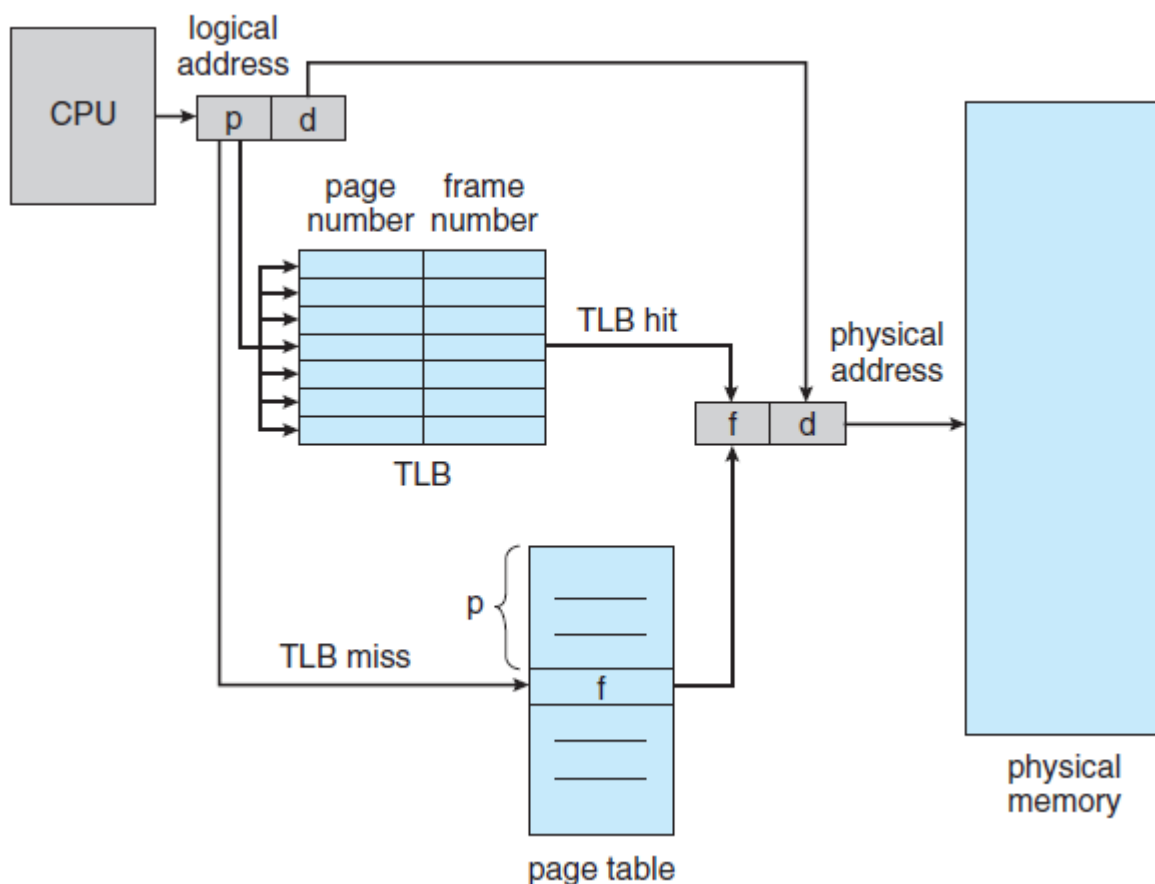 logical
address
CPU
p
d
page
number
frame
number
TLB hit
physical
address
f
d
TLB
p
TLB miss
f
physical
memory
page table